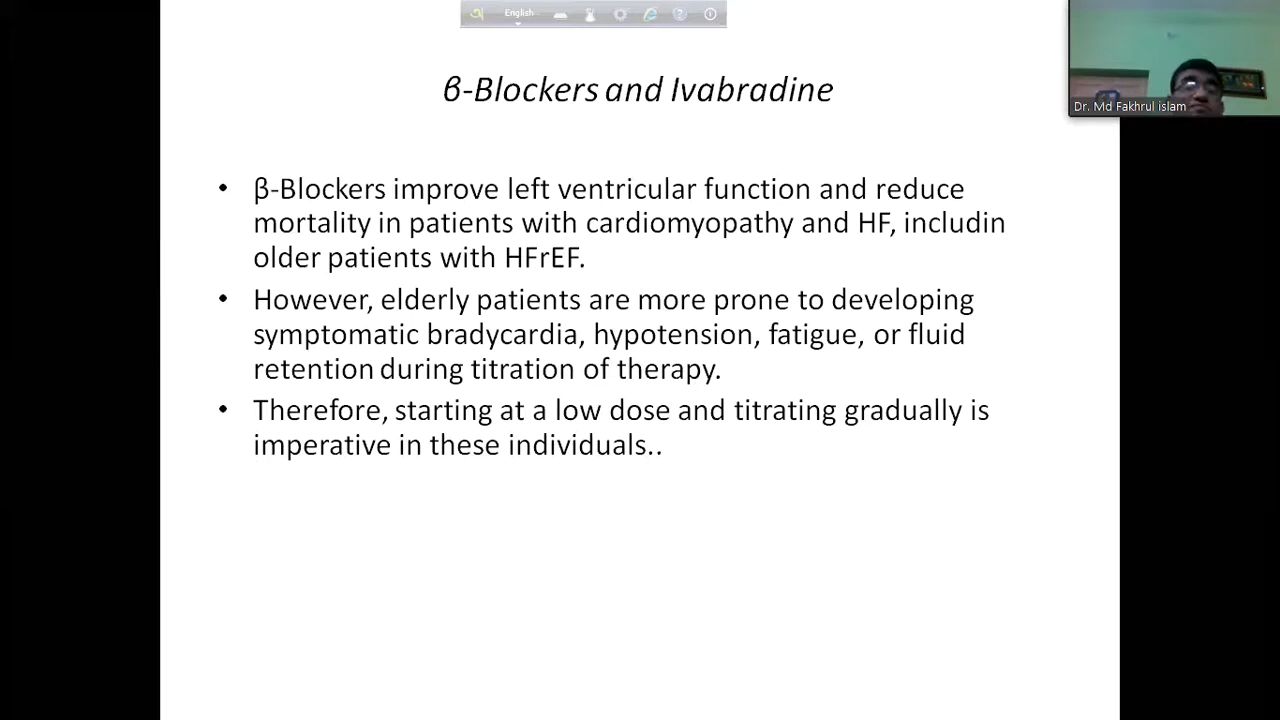 English
β-Blockers and Ivabradine
Dr. Md Fakhrul islam
• β-Blockers improve left ventricular function and reduce
mortality in patients with cardiomyopathy and HF, includin
older patients with HFrEF.
• However, elderly patients are more prone to developing
symptomatic bradycardia, hypotension, fatigue, or fluid
retention during titration of therapy.
• Therefore, starting at a low dose and titrating gradually is
imperative in these individuals..